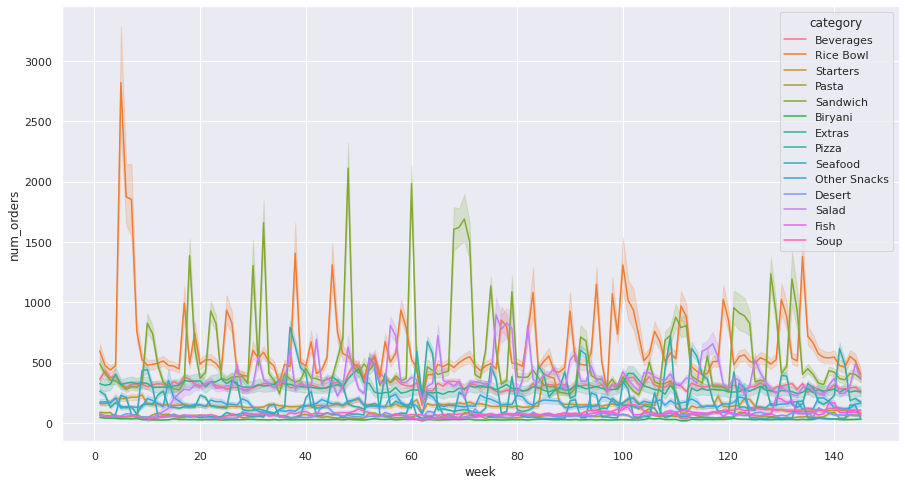 category
Beverages
Rice Bowl
Starters
Pasta
Sandwich
Biryani
Extras
Pizza
Seafood
Other Snacks
Desert
Salad
Fish
Soup
num_orders
3000
2500
2000
1500
1000
500
0
0 20 40 60 80 100 120 140
week